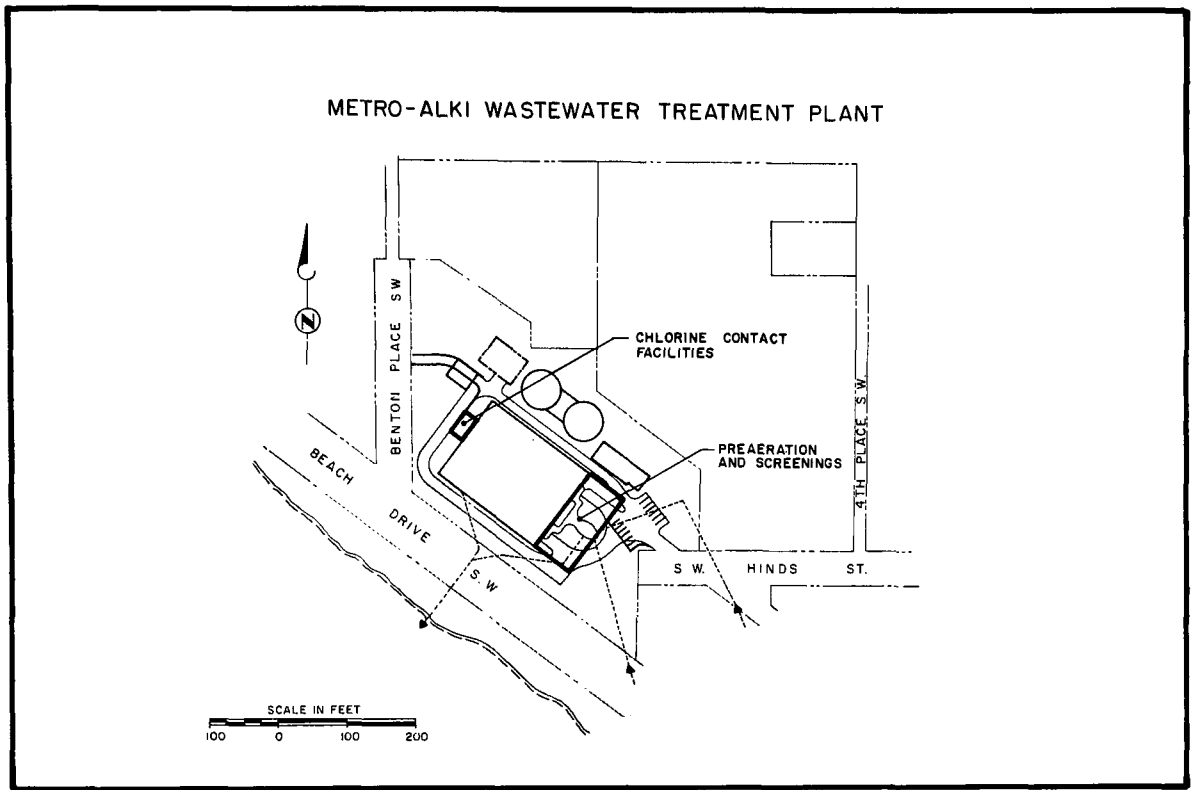 METRO-ALKI WASTEWATER TREATMENT PLANT
BENTON PLACE SW
CHLORINE CONTACT
FACILITIES
PREAERATION
AND SCREENINGS
4TH PLACE S.W.
BEACH DRIVE S.W
S W. HINDS ST.
N
SCALE IN FEET
100 0 100 200